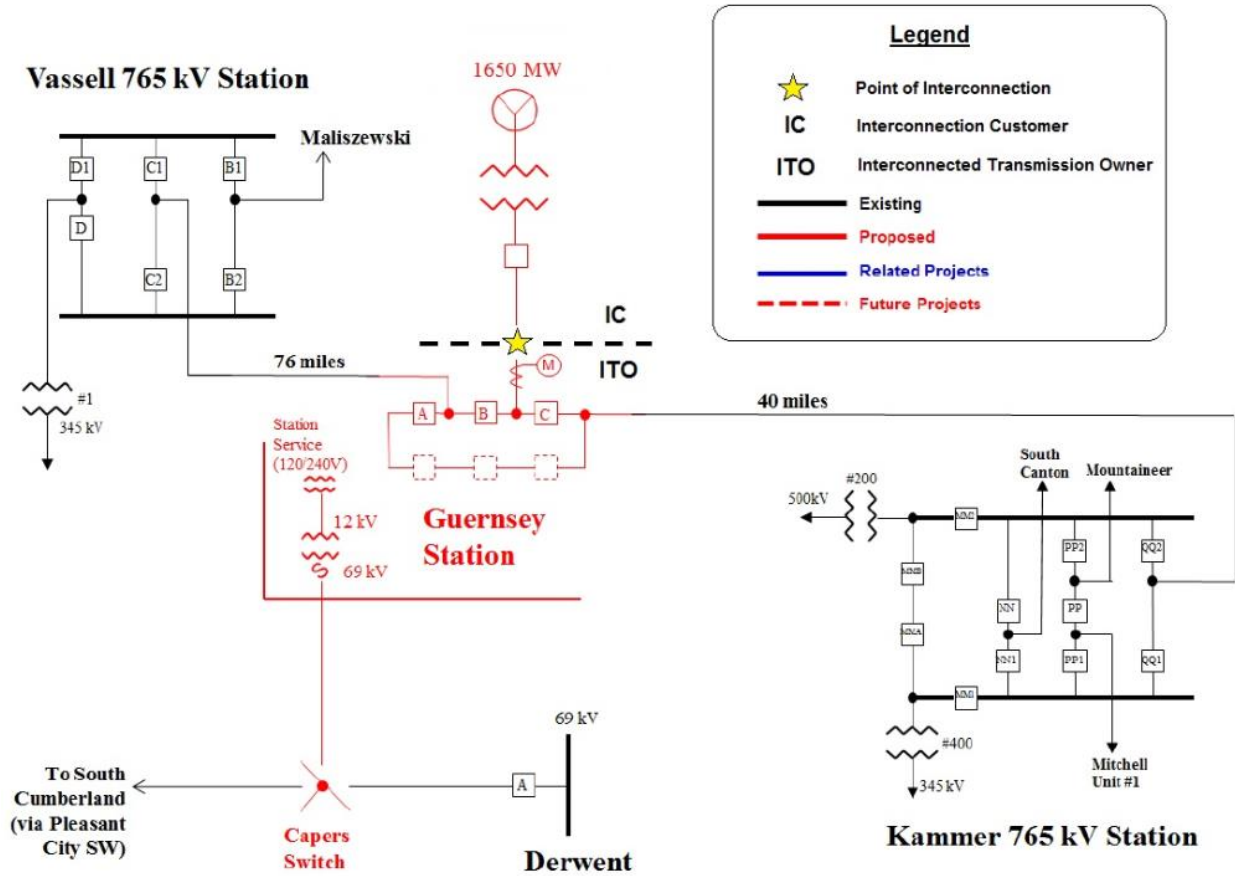 Vassell 765 kV Station
D1
C1
B1
Maliszewski
D
C2
B2
#1
345 kV
1650 MW
Legend
Point of Interconnection
IC
Interconnection Customer
ITO
Interconnected Transmission Owner
Existing
Proposed
Related Projects
Future Projects
IC
ITO
M
76 miles
A
B
C
40 miles
Station
Service
(120/240V)
12 kV
69 kV
Guernsey
Station
#200
500kV
South
Canton
Mountaineer
MM2
PP2
QQ2
MMB
NN
PP
MMA
NN1
PP1
QQ1
MM1
#400
345 kV
Mitchell
Unit #1
Kammer 765 kV Station
69 kV
A
Derwent
To South
Cumberland
(via Pleasant
City SW)
Capers
Switch